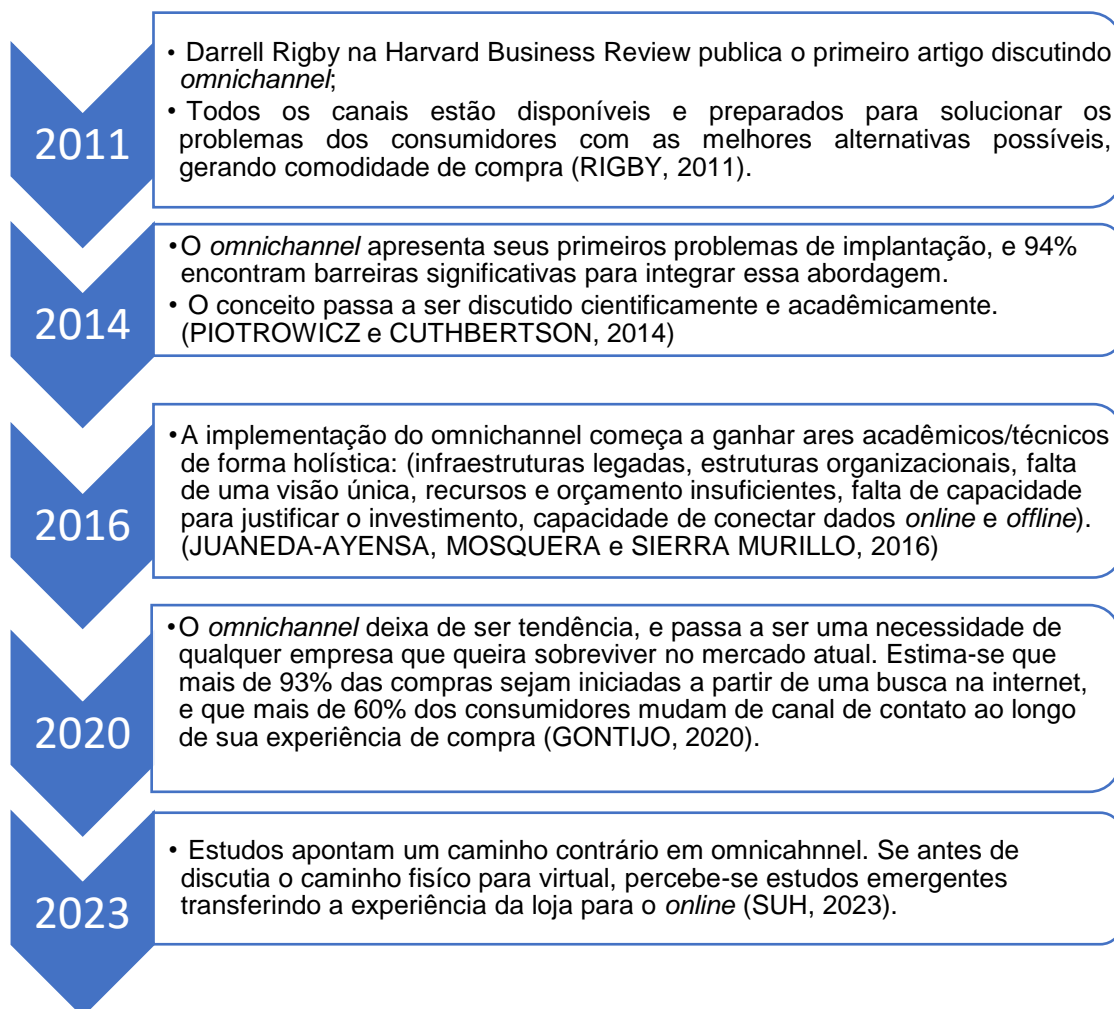 2011
• Darrell Rigby na Harvard Business Review publica o primeiro artigo discutindo
omnichannel;
• Todos os canais estão disponíveis e preparados para solucionar os
problemas dos consumidores com as melhores alternativas possíveis,
gerando comodidade de compra (RIGBY, 2011).
2014
•O omnichannel apresenta seus primeiros problemas de implantação, e 94%
encontram barreiras significativas para integrar essa abordagem.
• O conceito passa a ser discutido cientificamente e acadêmicamente.
(PIOTROWICZ e CUTHBERTSON, 2014)
2016
•A implementação do omnichannel começa a ganhar ares acadêmicos/técnicos
de forma holística: (infraestruturas legadas, estruturas organizacionais, falta
de uma visão única, recursos e orçamento insuficientes, falta de capacidade
para justificar o investimento, capacidade de conectar dados online e offline).
(JUANEDA-AYENSA, MOSQUERA e SIERRA MURILLO, 2016)
2020
•O omnichannel deixa de ser tendência, e passa a ser uma necessidade de
qualquer empresa que queira sobreviver no mercado atual. Estima-se que
mais de 93% das compras sejam iniciadas a partir de uma busca na internet,
e que mais de 60% dos consumidores mudam de canal de contato ao longo
de sua experiência de compra (GONTIJO, 2020).
2023
• Estudos apontam um caminho contrário em omnicahnnel. Se antes de
discutia o caminho fisíco para virtual, percebe-se estudos emergentes
transferindo a experiência da loja para o online (SUH, 2023).